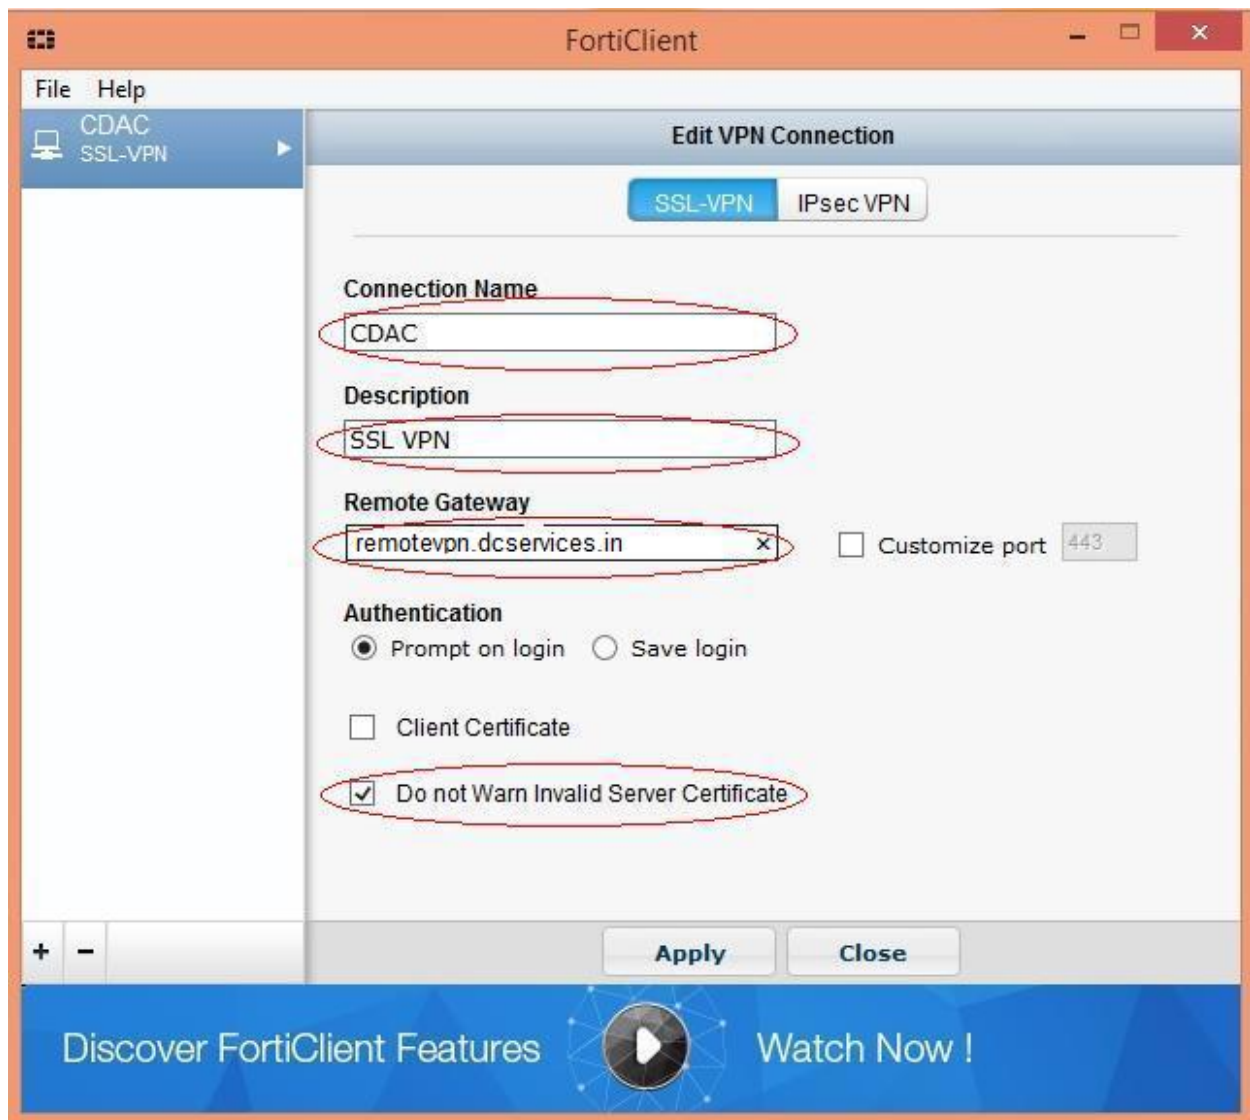 FortiClient
File Help
CDAC
SSL-VPN
Edit VPN Connection
SSL-VPN IPsec VPN
Connection Name
CDAC
Description
SSL VPN
Remote Gateway
remotevpn.dcservices.in
Customize port 443
Authentication
Prompt on login Save login
Client Certificate
Do not Warn Invalid Server Certificate
+ -
Apply Close
Discover FortiClient Features Watch Now !